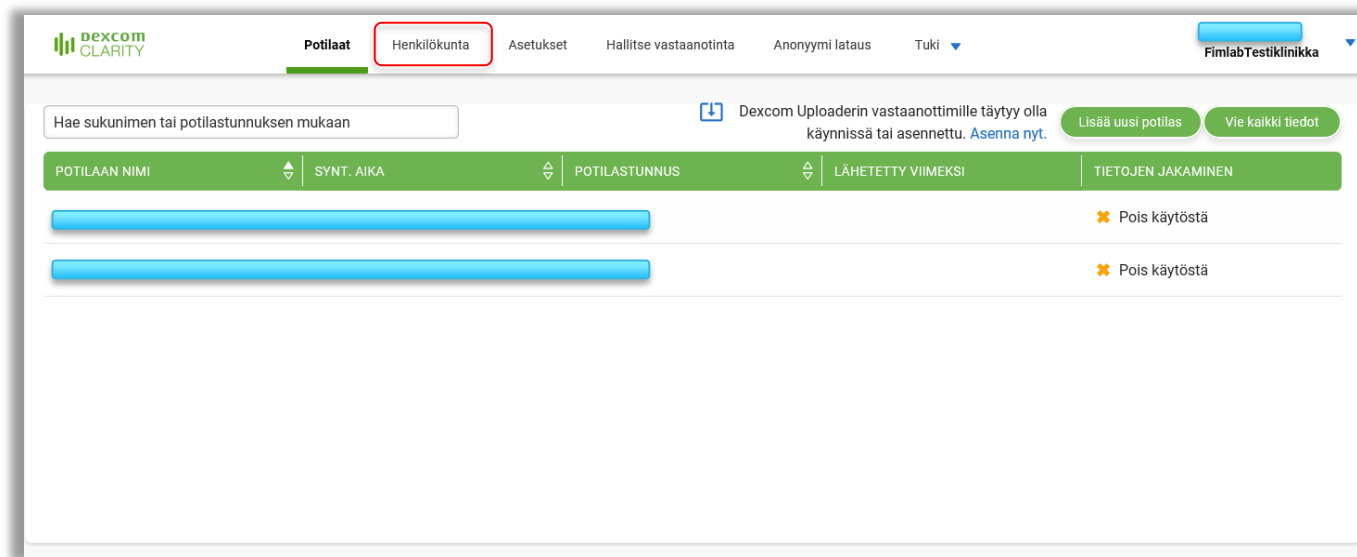 Dexcom
CLARITY
Potilaat Henkilökunta Asetukset Hallitse vastaanotinta Anonyymi lataus Tuki
FimlabTestiklinikka
Hae sukunimen tai potilastunnuksen mukaan
Dexcom Uploaderin vastaanottimille täytyy olla
käynnissä tai asennettu. Asenna nyt.
Lisää uusi potilas Vie kaikki tiedot
POTILAAN NIMI SYNT. AIKA POTILASTUNNUS LÄHETETTY VIIMEKSI TIETOJEN JAKAMINEN
Pois käytöstä
Pois käytöstä